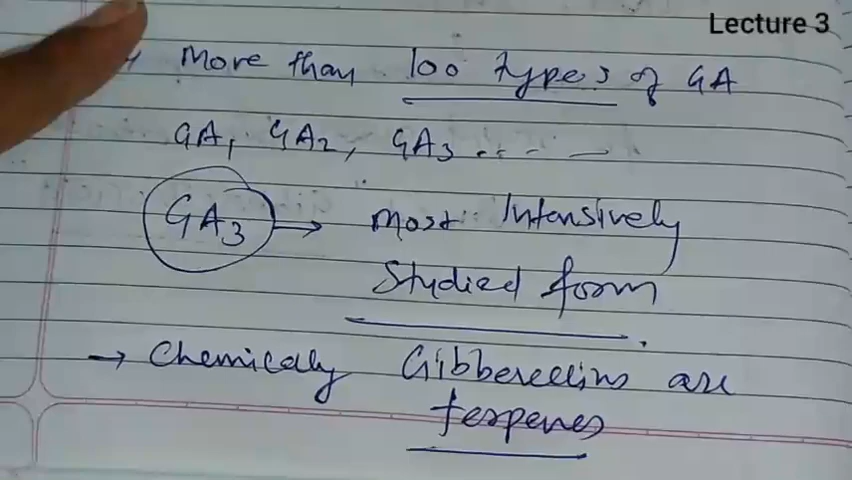 Lecture 3
→ More than 100 types of GA
GA, GA2, GA3 ----
GA3 → Most Intensively
Studied form
→ Chemically Gibberellins are
terpenes